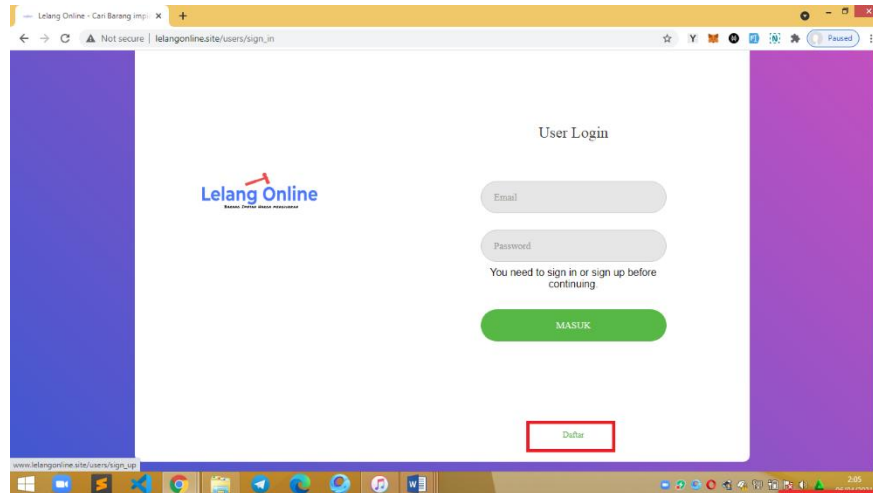 Lelang Online - Cari Barang imp
Not secure | lelangonline.site/users/sign_in
Paused
User Login
Lelang Online
Email
Password
You need to sign in or sign up before
continuing.
MASUK
Daftar
www.lelangonline.site/users/sign_up
2:05